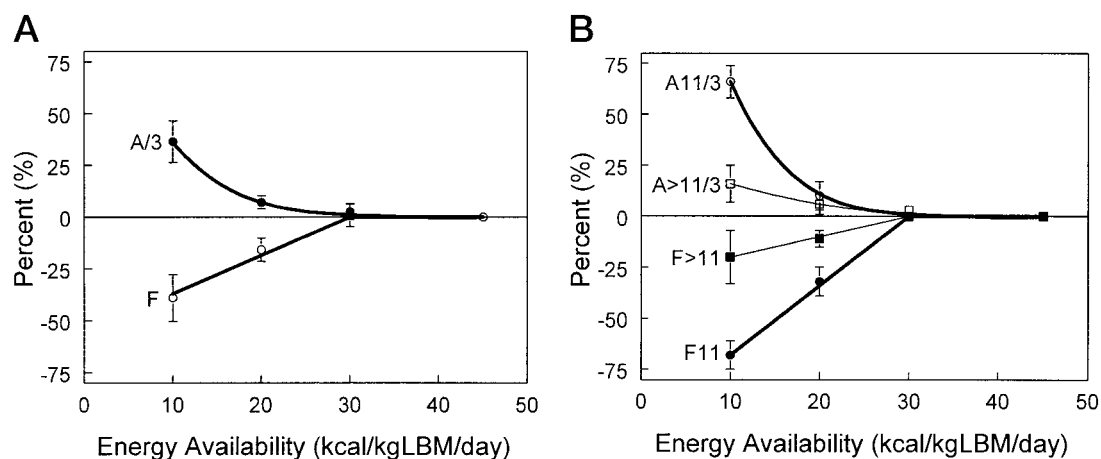 A
75
50
25
0
-25
-50
-75
Percent (%)
A/3
F
0 10 20 30 40 50
Energy Availability (kcal/kgLBM/day)
B
75
50
25
0
-25
-50
-75
Percent (%)
A11/3
A>11/3
F>11
F11
0 10 20 30 40 50
Energy Availability (kcal/kgLBM/day)